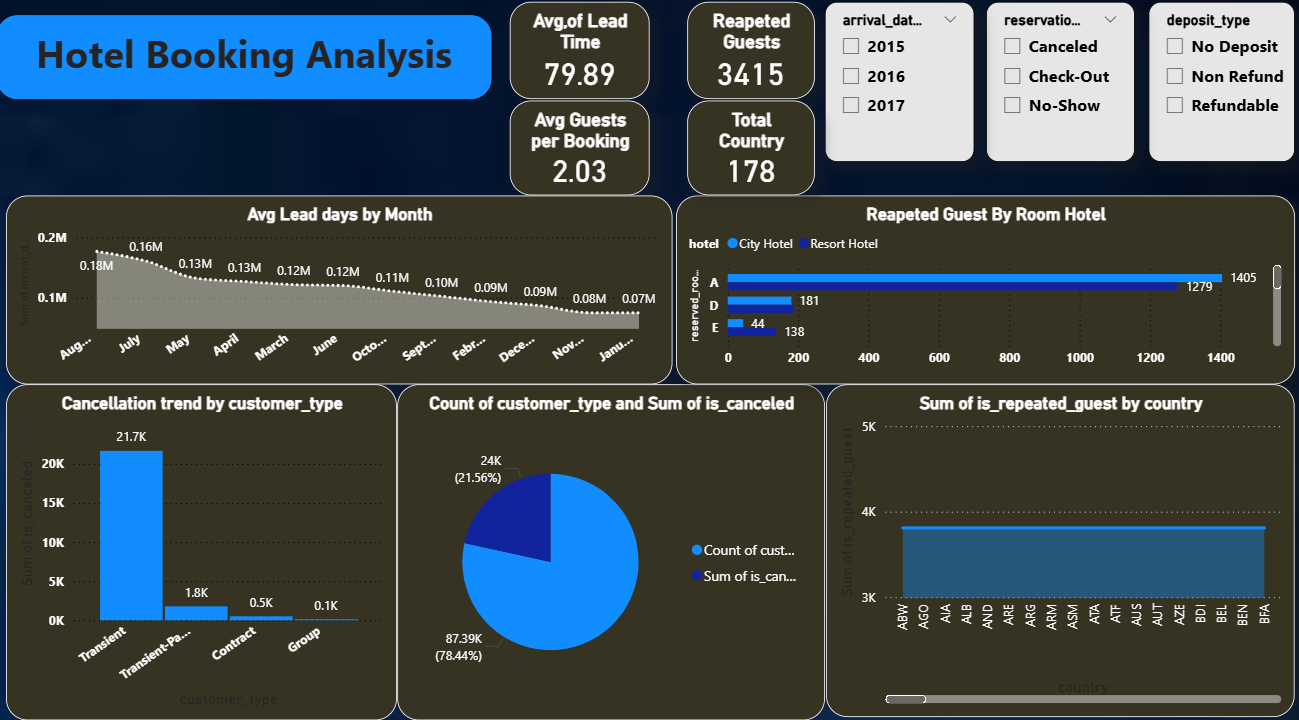 Hotel Booking Analysis
Avg,of Lead
Time
79.89
Reapeted
Guests
3415
Avg Guests
per Booking
2.03
Total
Country
178
arrival_dat...
2015
2016
2017
reservatio...
Canceled
Check-Out
No-Show
deposit_type
No Deposit
Non Refund
Refundable
Avg Lead days by Month
Sum of arrival_d...
0.2M
0.1M
0.18M
0.16M
0.13M
0.13M
0.12M
0.12M
0.11M
0.10M
0.09M
0.09M
0.08M
0.07M
Aug...
July
May
April
March
June
Octo...
Sept...
Febr...
Dece...
Nov...
Janu...
Reapeted Guest By Room Hotel
hotel City Hotel Resort Hotel
reserved_roo...
A 1405
1279
D 181
E 44
138
0 200 400 600 800 1000 1200 1400
Cancellation trend by customer_type
Sum of is_canceled
20K
15K
10K
5K
0K
21.7K
1.8K
0.5K
0.1K
Transient
Transient-Pa...
Contract
Group
customer_type
Count of customer_type and Sum of is_canceled
24K
(21.56%)
87.39K
(78.44%)
Count of cust...
Sum of is_can...
Sum of is_repeated_guest by country
Sum of is_repeated_guest
5K
4K
3K
ABW
AGO
AIA
ALB
AND
ARE
ARG
ARM
ASM
ATA
ATF
AUS
AUT
AZE
BDI
BEL
BEN
BFA
country